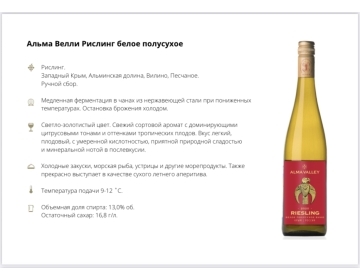 Альма Велли Рислинг белое полусухое
Рислинг.
Западный Крым, Альминская долина, Вилино, Песчаное.
Ручной сбор.
Медленная ферментация в чанах из нержавеющей стали при пониженных
температурах. Остановка брожения холодом.
Светло-золотистый цвет. Свежий сортовой аромат с доминирующими
цитрусовыми тонами и оттенками тропических плодов. Вкус легкий,
плодовый, с умеренной кислотностью, приятной природной сладостью
и минеральной нотой в послевкусии.
Холодные закуски, морская рыба, устрицы и другие морепродукты. Также
прекрасно выступает в качестве сухого летнего аперитива.
Температура подачи 9-12 ˚С.
Объемная доля спирта: 13,0% об.
Остаточный сахар: 16,8 г/л
ALMA VALLEY
RIESLING